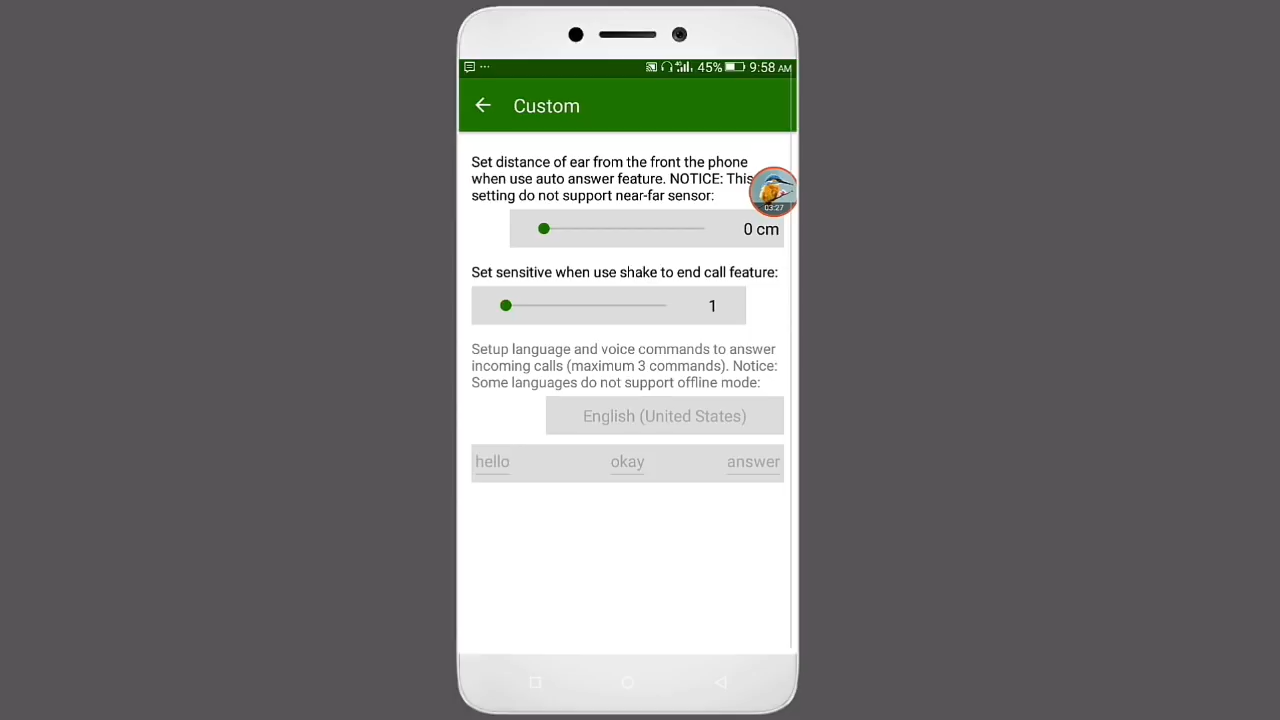 45% 9:58 AM
Custom
Set distance of ear from the front the phone
when use auto answer feature. NOTICE: This
setting do not support near-far sensor:
03:27
0 cm
Set sensitive when use shake to end call feature:
1
Setup language and voice commands to answer
incoming calls (maximum 3 commands). Notice:
Some languages do not support offline mode:
English (United States)
hello okay answer